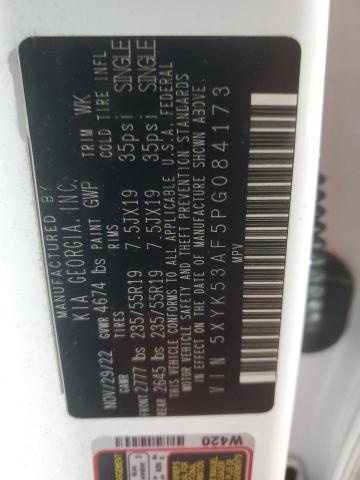 MANUFACTURED BY
KIA GEORGIA, INC.
NOV/29/22 GVWR 4674 lbs PAINT GWP TRIM WK
GAWR TIRES RIMS COLD TIRE INFL
FRONT 2777 lbs 235/55R19 7.5JX19 35psi SINGLE
REAR 2645 lbs 235/55R19 7.5JX19 35psi SINGLE
THIS VEHICLE CONFORMS TO ALL APPLICABLE U.S.A. FEDERAL
MOTOR VEHICLE SAFETY AND THEFT PREVENTION STANDARDS
IN EFFECT ON THE DATE OF MANUFACTURE SHOWN ABOVE.
VIN 5XYK53AF5PG084173
MPV
W420